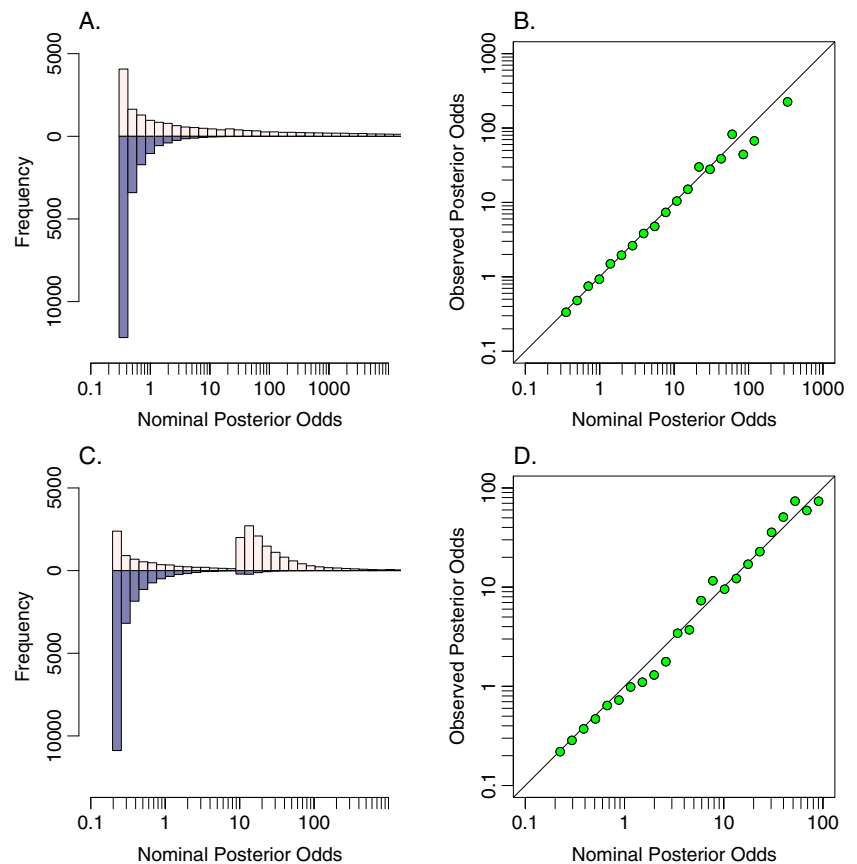 A.
5000
0
5000
10000
Frequency
0.1 1 10 100 1000
Nominal Posterior Odds
B.
1000
100
10
1
0.1
Observed Posterior Odds
0.1 1 10 100 1000
Nominal Posterior Odds
C.
5000
0
5000
10000
Frequency
0.1 1 10 100
Nominal Posterior Odds
D.
100
10
1
0.1
Observed Posterior Odds
0.1 1 10 100
Nominal Posterior Odds